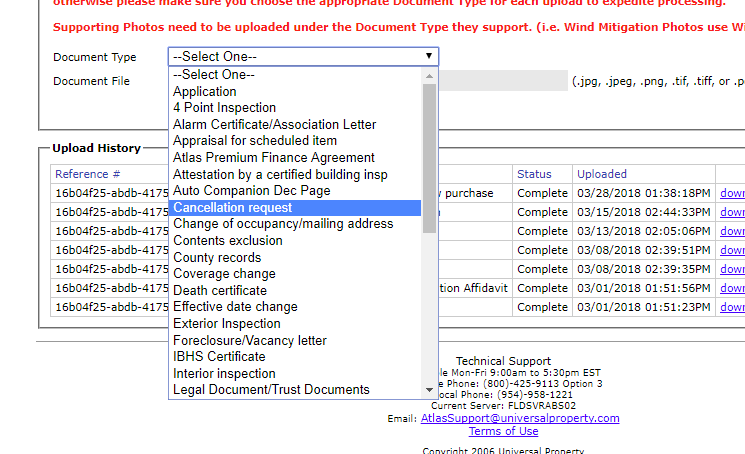 otherwise please make sure you choose the appropriate Document Type for each upload to expedite processing.
Supporting Photos need to be uploaded under the Document Type they support. (i.e. Wind Mitigation Photos use Wi
Document Type --Select One--
Document File (.jpg, .jpeg, .png, .tif, .tiff, or .p
--Select One--
Application
4 Point Inspection
Alarm Certificate/Association Letter
Appraisal for scheduled item
Atlas Premium Finance Agreement
Attestation by a certified building insp
Auto Companion Dec Page
Cancellation request
Change of occupancy/mailing address
Contents exclusion
County records
Coverage change
Death certificate
Effective date change
Exterior Inspection
Foreclosure/Vacancy letter
IBHS Certificate
Interior inspection
Legal Document/Trust Documents
Upload History
Reference # Status Uploaded
16b04f25-abdb-4175 purchase Complete 03/28/2018 01:38:18PM dow
16b04f25-abdb-4175 Complete 03/15/2018 02:44:33PM dow
16b04f25-abdb-4175 Complete 03/13/2018 02:05:06PM dow
16b04f25-abdb-4175 Complete 03/08/2018 02:39:51PM dow
16b04f25-abdb-4175 Complete 03/08/2018 02:39:35PM dow
16b04f25-abdb-4175 tion Affidavit Complete 03/01/2018 01:51:56PM dow
16b04f25-abdb-4175 Complete 03/01/2018 01:51:23PM dow
Technical Support
le Mon-Fri 9:00am to 5:30pm EST
e Phone: (800)-425-9113 Option 3
ocal Phone: (954)-958-1221
Current Server: FLDSVRABS02
Email: AtlasSupport@universalproperty.com
Terms of Use
Copyright 2006 Universal Property